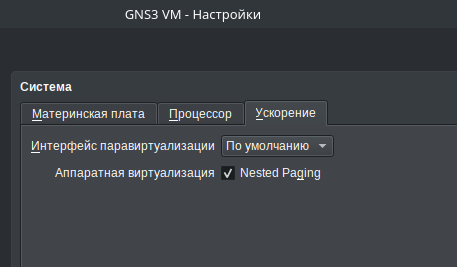 GNS3 VM - Настройки
Система
Материнская плата Процессор Ускорение
Интерфейс паравиртуализации По умолчанию
Аппаратная виртуализация Nested Paging